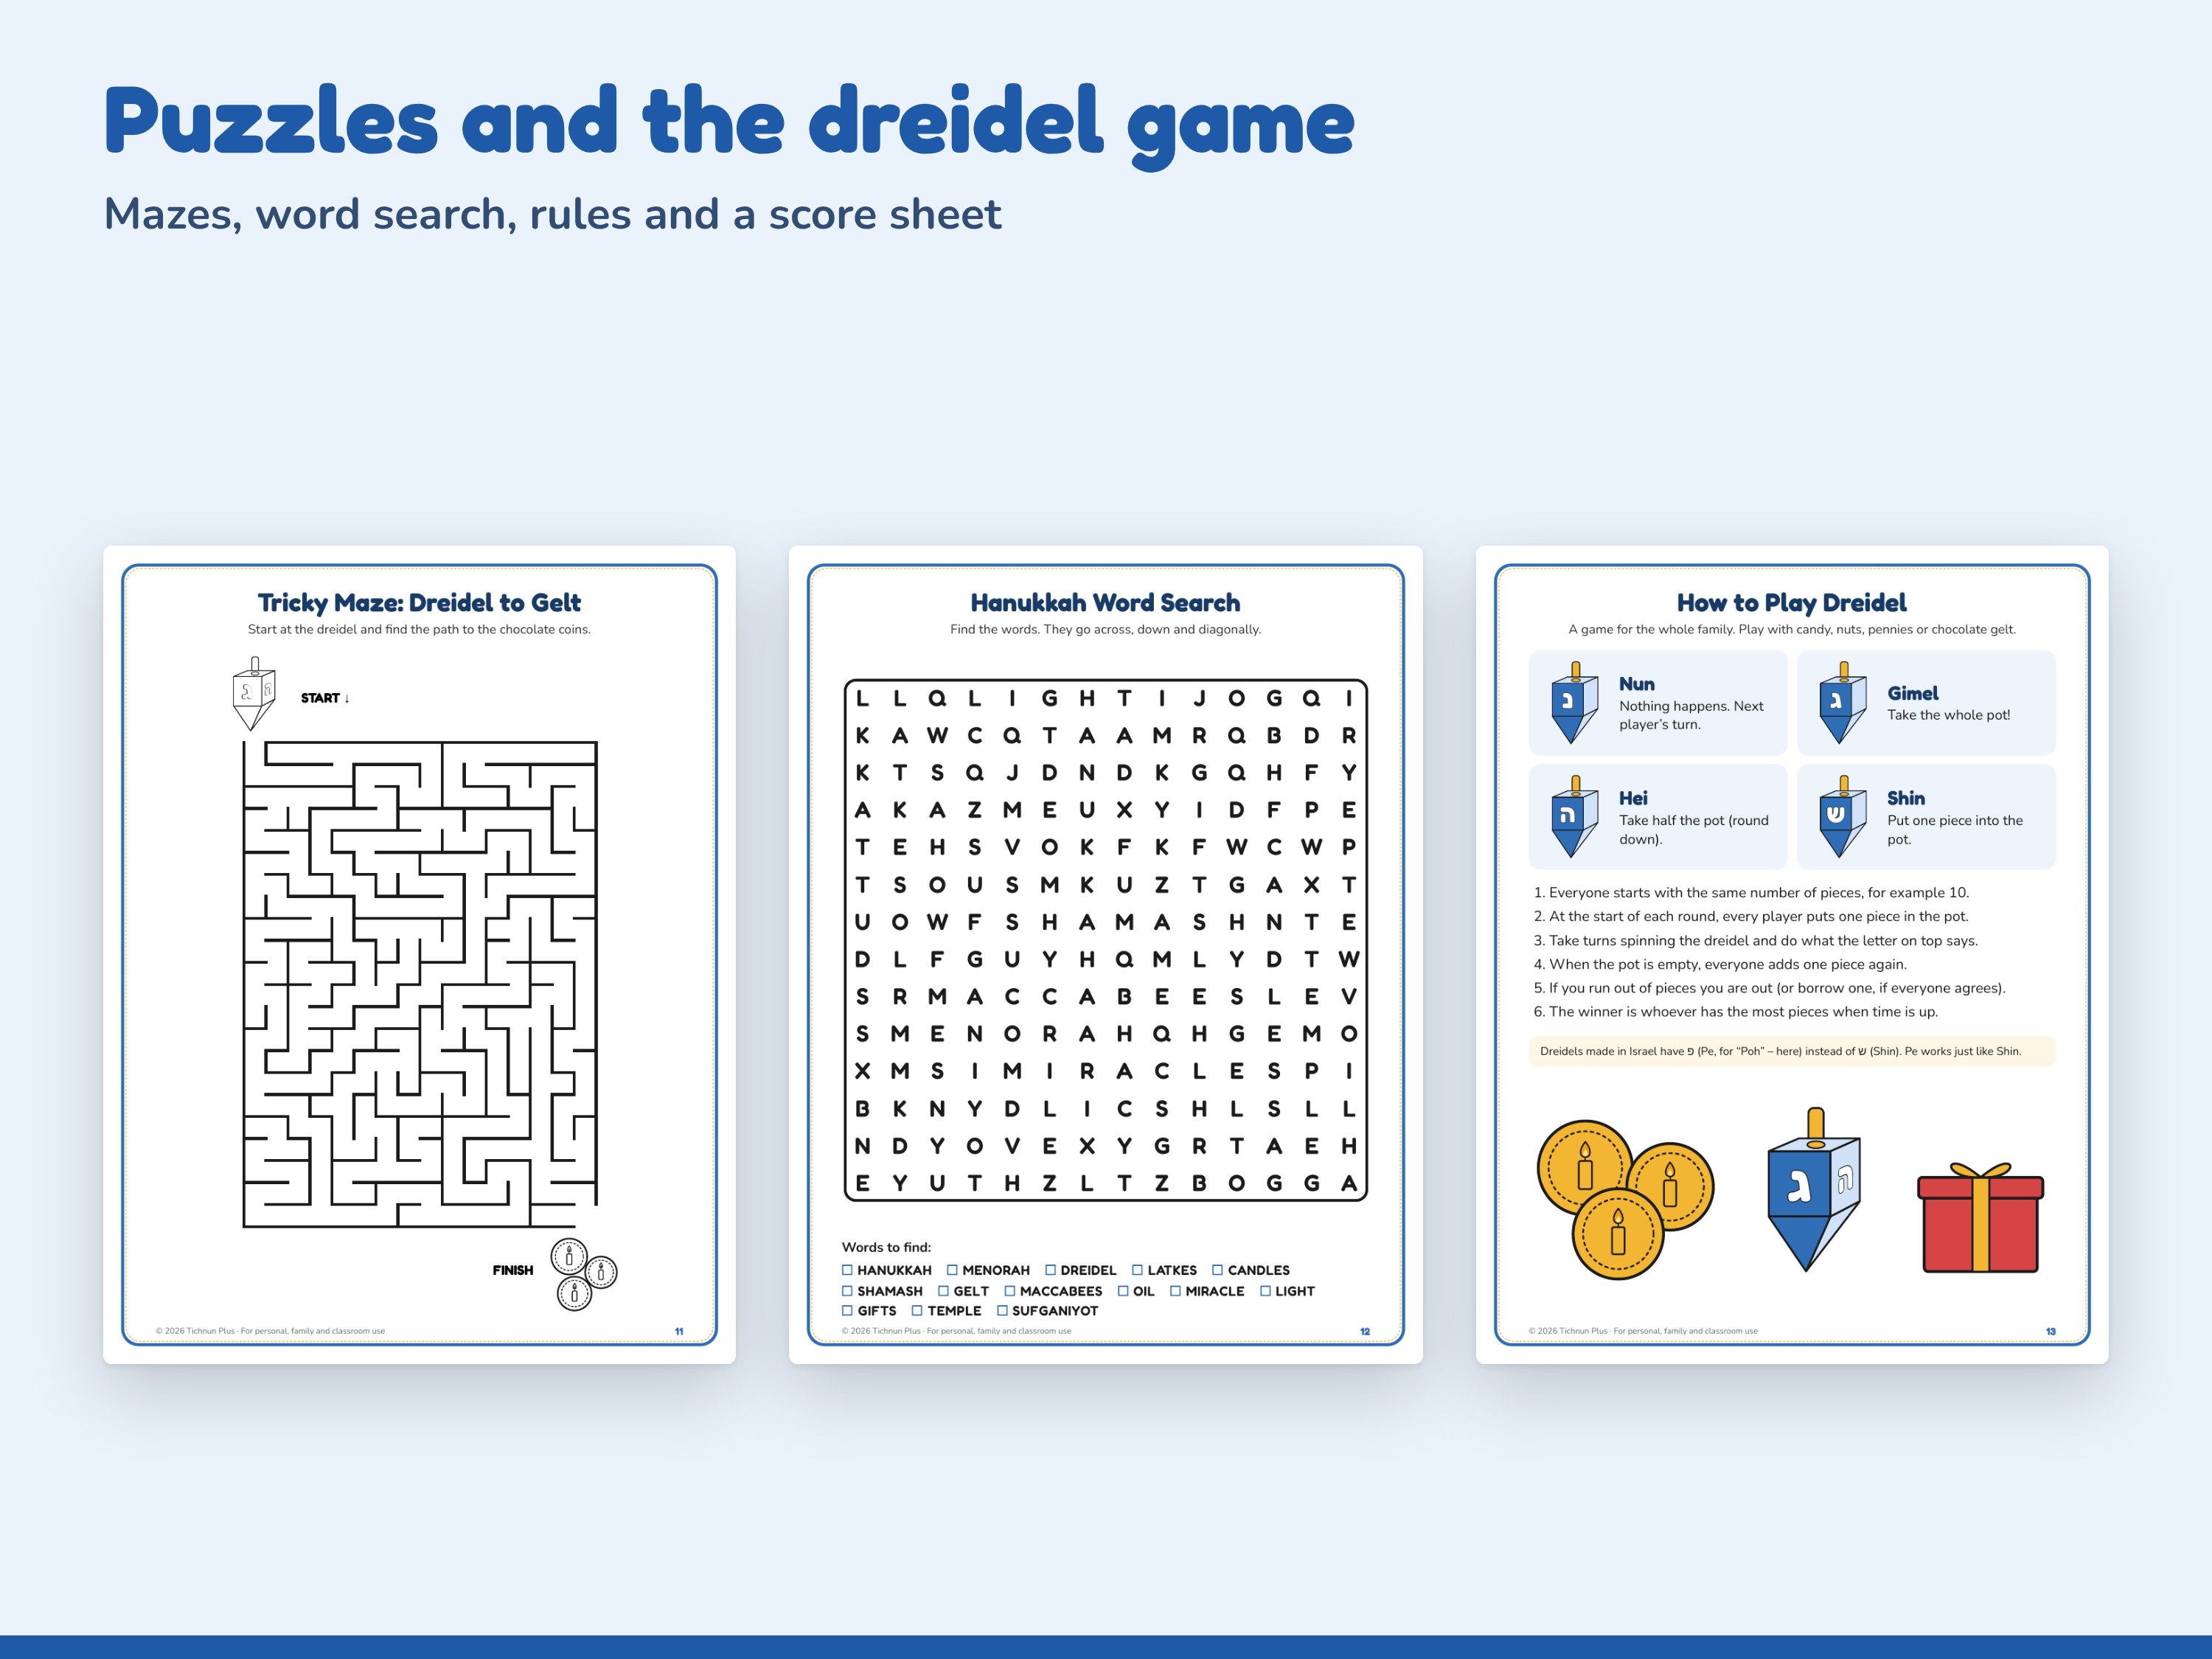 Puzzles and the dreidel game
Mazes, word search, rules and a score sheet
Tricky Maze: Dreidel to Gelt
Start at the dreidel and find the path to the chocolate coins.
ג ה
START ↓
FINISH
© 2026 Tichnun Plus · For personal, family and classroom use
11
Hanukkah Word Search
Find the words. They go across, down and diagonally.
L L Q L I G H T I J O G Q I
K A W C Q T A A M R Q B D R
K T S Q J D N D K G Q H F Y
A K A Z M E U X Y I D F P E
T E H S V O K F K F W C W P
T S O U S M K U Z T G A X T
U O W F S H A M A S H N T E
D L F G U Y H Q M L Y D T W
S R M A C C A B E E S L E V
S M E N O R A H Q H G E M O
X M S I M I R A C L E S P I
B K N Y D L I C S H L S L L
N D Y O V E X Y G R T A E H
E Y U T H Z L T Z B O G G A
Words to find:
☐ HANUKKAH ☐ MENORAH ☐ DREIDEL ☐ LATKES ☐ CANDLES
☐ SHAMASH ☐ GELT ☐ MACCABEES ☐ OIL ☐ MIRACLE ☐ LIGHT
☐ GIFTS ☐ TEMPLE ☐ SUFGANIYOT
© 2026 Tichnun Plus · For personal, family and classroom use
12
How to Play Dreidel
A game for the whole family. Play with candy, nuts, pennies or chocolate gelt.
נ
Nun
Nothing happens. Next
player's turn.
ג
Gimel
Take the whole pot!
ה
Hei
Take half the pot (round
down).
ש
Shin
Put one piece into the
pot.
1. Everyone starts with the same number of pieces, for example 10.
2. At the start of each round, every player puts one piece in the pot.
3. Take turns spinning the dreidel and do what the letter on top says.
4. When the pot is empty, everyone adds one piece again.
5. If you run out of pieces you are out (or borrow one, if everyone agrees).
6. The winner is whoever has the most pieces when time is up.
Dreidels made in Israel have פ (Pe, for “Poh” – here) instead of ש (Shin). Pe works just like Shin.
ג ה
© 2026 Tichnun Plus · For personal, family and classroom use
13